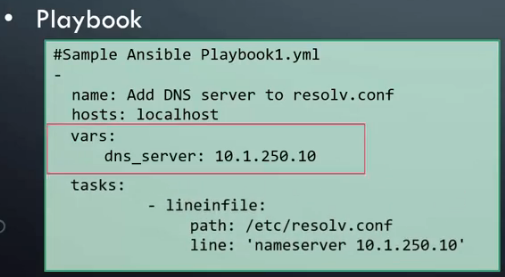 • Playbook
#Sample Ansible Playbook1.yml
-
name: Add DNS server to resolv.conf
hosts: localhost
vars:
dns_server: 10.1.250.10
tasks:
- lineinfile:
path: /etc/resolv.conf
line: 'nameserver 10.1.250.10'